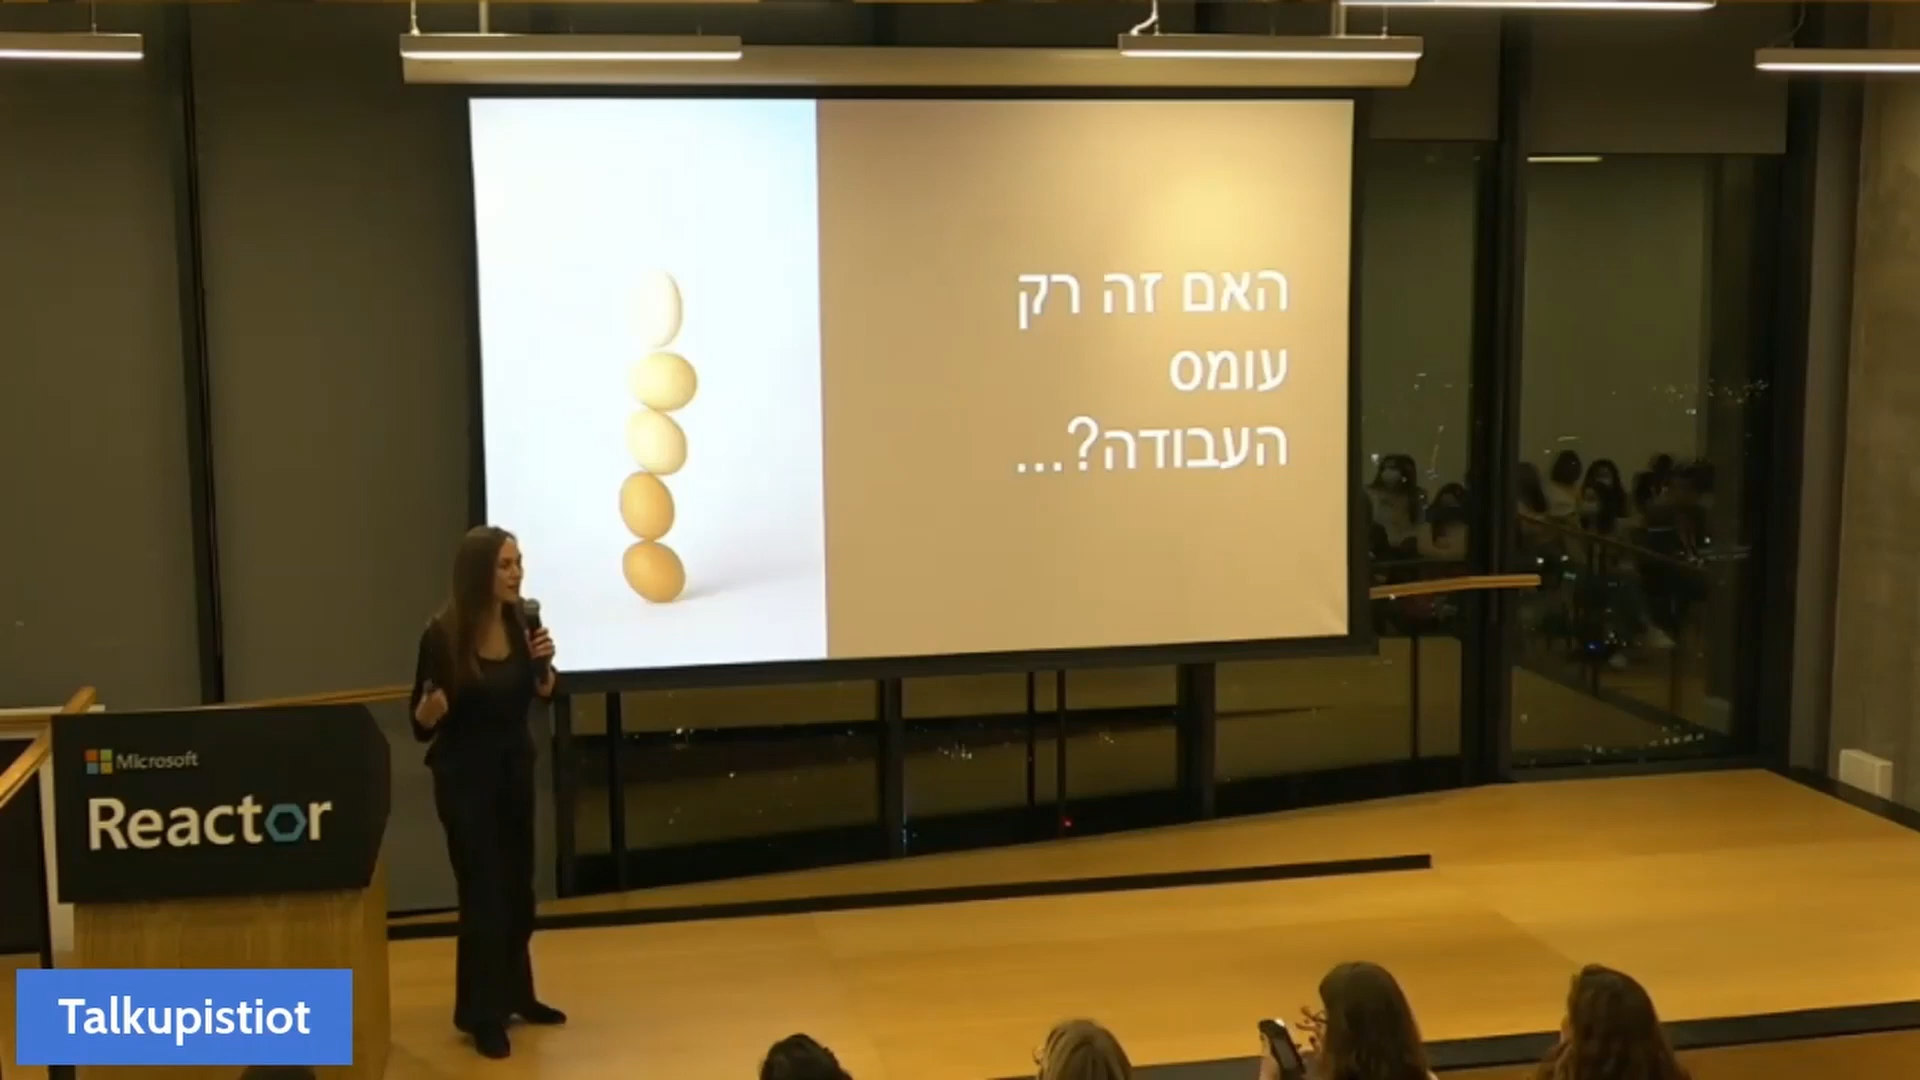 האם זה רק
עומס
העבודה?...
Microsoft
Reactor
Talkupistiot